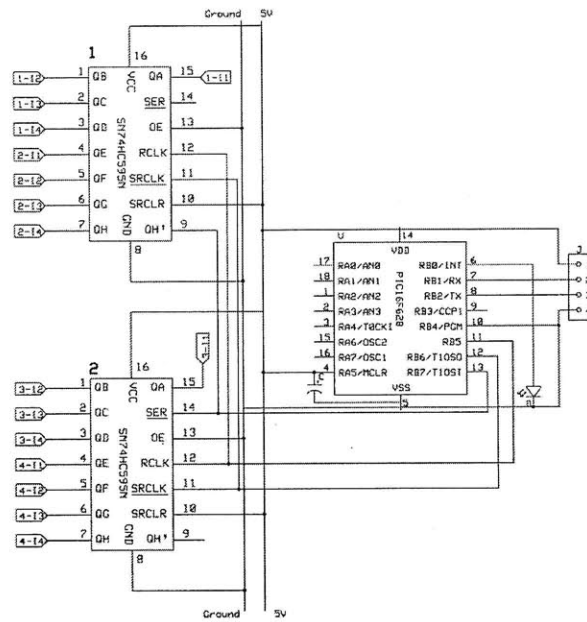 Ground 5V
1
16
VCC
1-I2 1 QB QA 15 1-I1
1-I3 2 QC SER 14
1-I4 3 QD OE 13
2-I1 4 QE RCLK 12
2-I2 5 QF SRCLK 11
2-I3 6 QG SRCLR 10
2-I4 7 QH QH' 9
SN74HC595N
GND
8
2
16
VCC
3-I1
3-I2 1 QB QA 15
3-I3 2 QC SER 14
3-I4 3 QD OE 13
4-I1 4 QE RCLK 12
4-I2 5 QF SRCLK 11
4-I3 6 QG SRCLR 10
4-I4 7 QH QH' 9
SN74HC595N
GND
8
Ground 5V
U
14
VDD
17 RA0/AN0 RB0/INT 6
18 RA1/AN1 RB1/RX 7
1 RA2/AN2 RB2/TX 8
2 RA3/AN3 RB3/CCP1 9
3 RA4/T0CKI RB4/PGM 10
15 RA6/OSC2 RB5 11
16 RA7/OSC1 RB6/T1OSO 12
4 RA5/MCLR RB7/T1OSI 13
PIC16F628
VSS
5
J